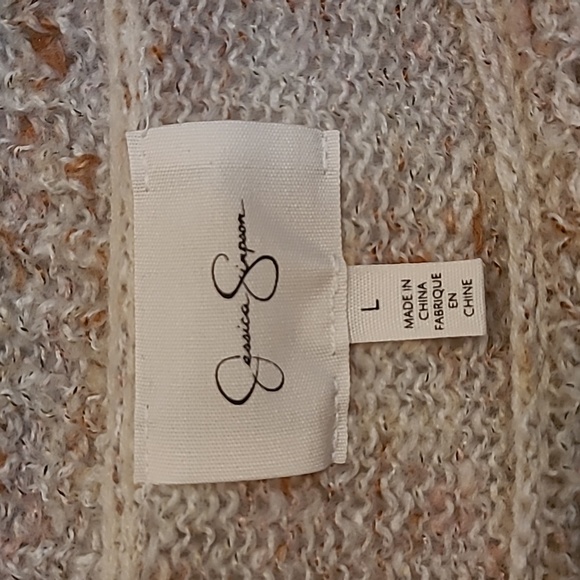 Jessica Simpson
L
MADE IN
CHINA
FABRIQUE
EN
CHINE